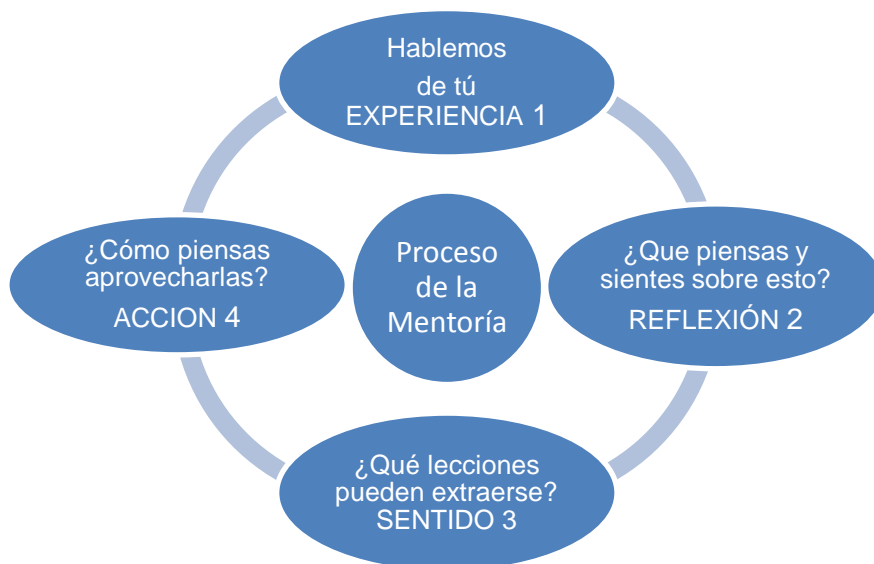 Hablemos
de tú
EXPERIENCIA 1
¿Que piensas y
sientes sobre esto?
REFLEXIÓN 2
¿Qué lecciones
pueden extraerse?
SENTIDO 3
¿Cómo piensas
aprovecharlas?
ACCION 4
Proceso
de la
Mentoría